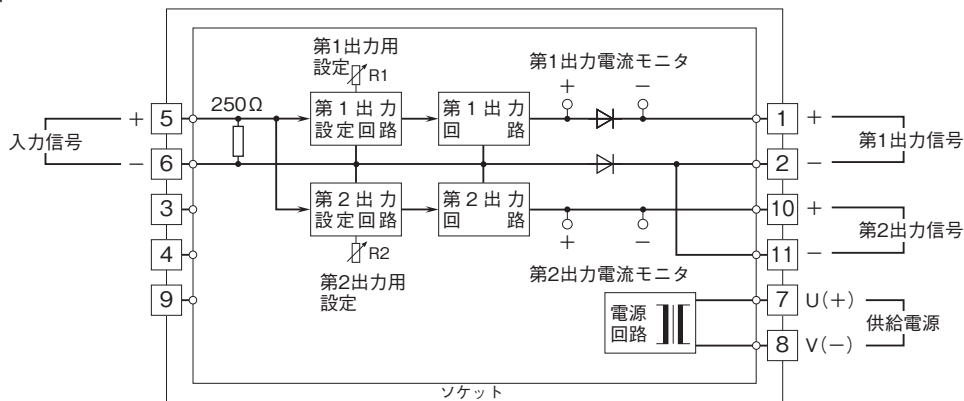 第1出力用
設定
R1
第1出力電流モニタ
+ −
250Ω
第1出力
設定回路
第1出力
回路
入力信号
+ 5
− 6
3
4
9
1 +
2 −
第1出力信号
第2出力
設定回路
第2出力
回路
R2
第2出力用
設定
+ −
第2出力電流モニタ
10 +
11 −
第2出力信号
電源
回路
7 U(+)
8 V(−)
供給電源
ソケット